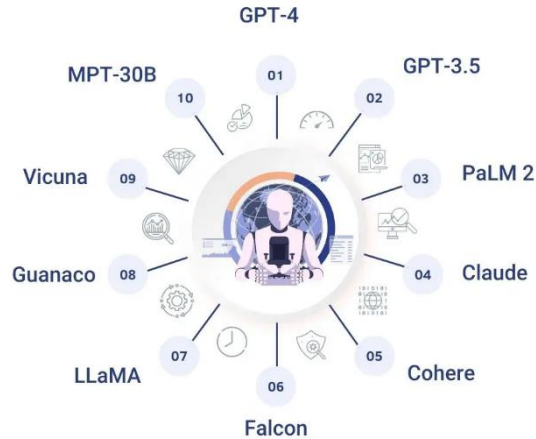 GPT-4
01
GPT-3.5
02
PaLM 2
03
Claude
04
Cohere
05
Falcon
06
LLaMA
07
Guanaco
08
Vicuna
09
MPT-30B
10